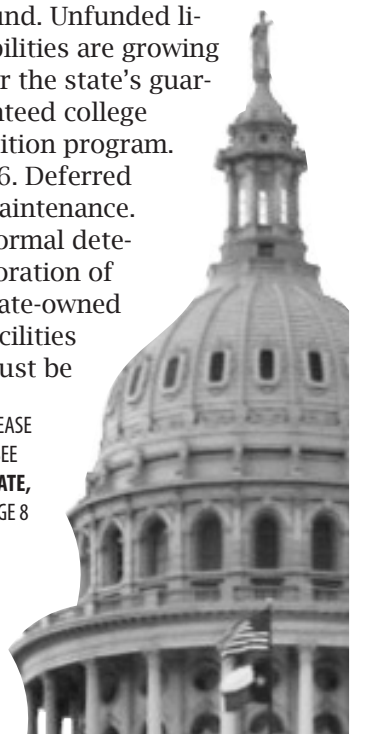 und. Unfunded li-
bilities are growing
r the state's guar-
nteed college
ition program.
6. Deferred
aintenance.
ormal dete-
oration of
ate-owned
cilities
ust be
EASE
EE
ATE,
GE 8